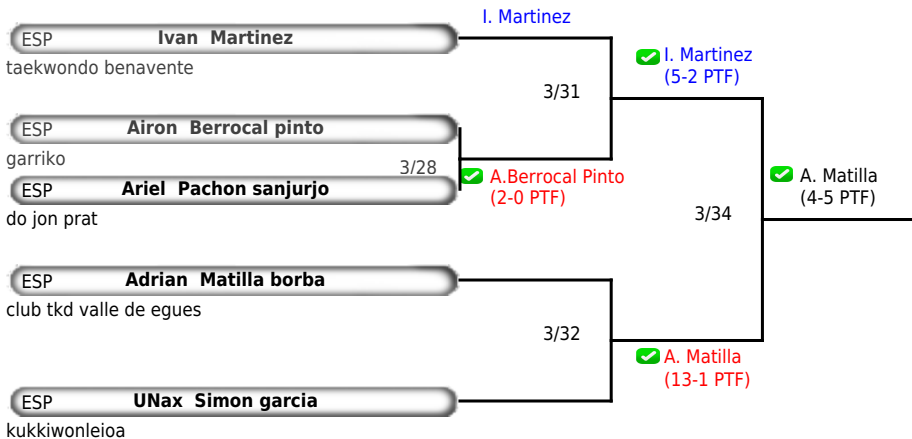 I. Martinez
ESP Ivan Martinez
taekwondo benavente
I. Martinez
(5-2 PTF)
3/31
ESP Airon Berrocal pinto
garriko
3/28
A.Berrocal Pinto
(2-0 PTF)
ESP Ariel Pachon sanjurjo
do jon prat
A. Matilla
(4-5 PTF)
3/34
ESP Adrian Matilla borba
club tkd valle de egues
3/32
A. Matilla
(13-1 PTF)
ESP UNax Simon garcia
kukkiwonleioa